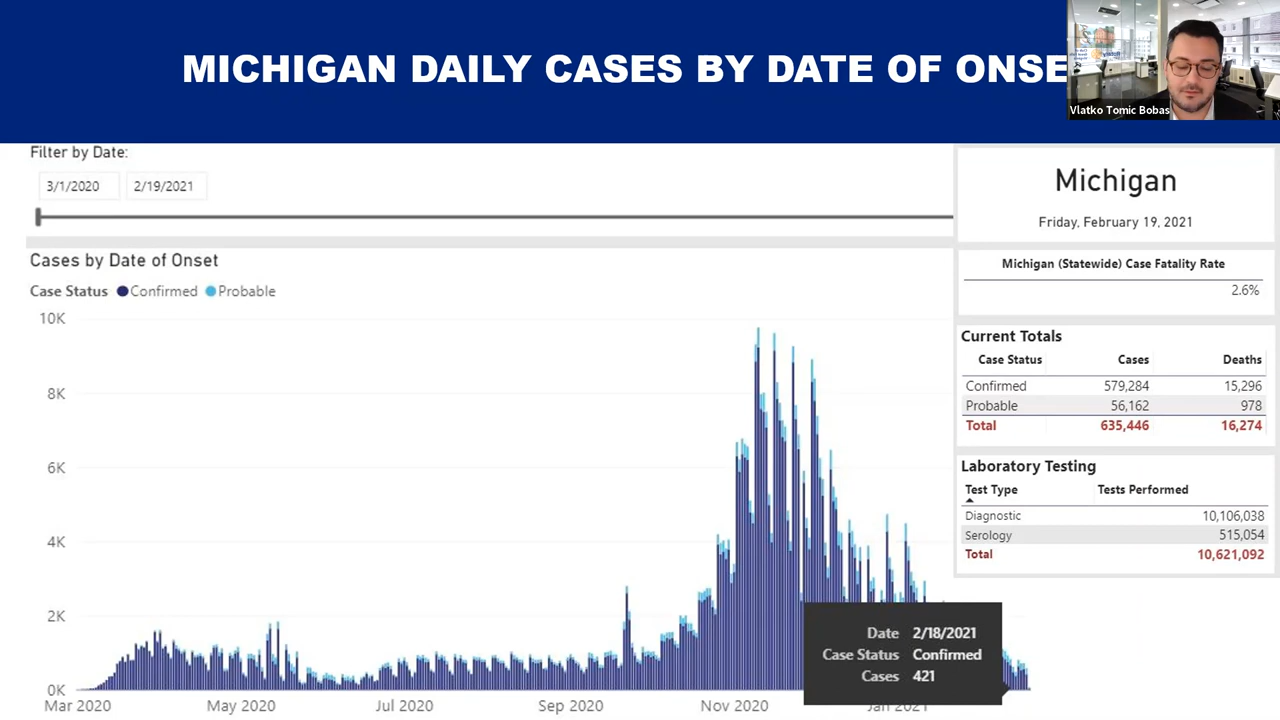 MICHIGAN DAILY CASES BY DATE OF ONSE
Vlatko Tomic Bobas
Filter by Date:
3/1/2020 2/19/2021
Cases by Date of Onset
Case Status Confirmed Probable
10K
8K
6K
4K
2K
0K
Mar 2020 May 2020 Jul 2020 Sep 2020 Nov 2020 Jan 2021
Date 2/18/2021
Case Status Confirmed
Cases 421
Michigan
Friday, February 19, 2021
Michigan (Statewide) Case Fatality Rate
2.6%
Current Totals
Case Status Cases Deaths
Confirmed 579,284 15,296
Probable 56,162 978
Total 635,446 16,274
Laboratory Testing
Test Type Tests Performed
Diagnostic 10,106,038
Serology 515,054
Total 10,621,092